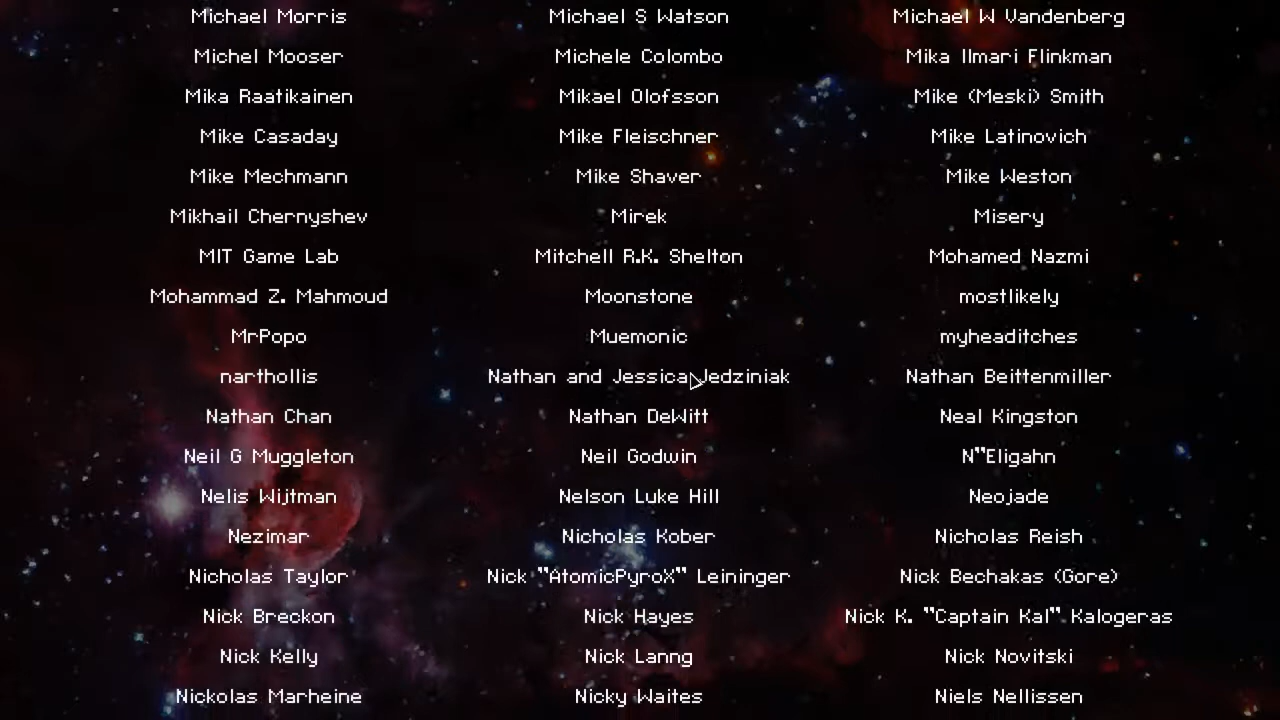 Michael Morris Michael S Watson Michael W Vandenberg
Michel Mooser Michele Colombo Mika Ilmari Flinkman
Mika Raatikainen Mikael Olofsson Mike (Meski) Smith
Mike Casaday Mike Fleischner Mike Latinovich
Mike Mechmann Mike Shaver Mike Weston
Mikhail Chernyshev Mirek Misery
MIT Game Lab Mitchell R.K. Shelton Mohamed Nazmi
Mohammad Z. Mahmoud Moonstone mostlikely
MrPopo Muemonic myheaditches
narthollis Nathan and Jessica Jedziniak Nathan Beittenmiller
Nathan Chan Nathan DeWitt Neal Kingston
Neil G Muggleton Neil Godwin N"Eligahn
Nelis Wijtman Nelson Luke Hill Neojade
Nezimar Nicholas Kober Nicholas Reish
Nicholas Taylor Nick "AtomicPyroX" Leininger Nick Bechakas (Gore)
Nick Breckon Nick Hayes Nick K. "Captain Kal" Kalogeras
Nick Kelly Nick Lanng Nick Novitski
Nickolas Marheine Nicky Waites Niels Nellissen